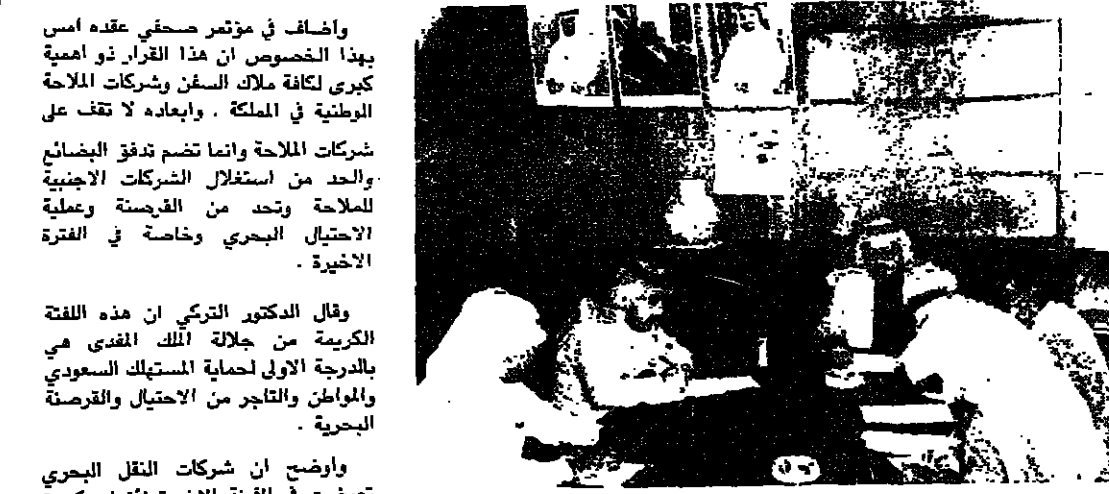 واضاف في مؤتمر صحفي عقده امس
بهذا الخصوص ان هذا القرار ذو اهمية
كبرى لكافة ملاك السفن وشركات الملاحة
الوطنية في المملكة . وابعاده لا تقف على
شركات الملاحة وانما تضم تدفق البضائع
والحد من استغلال الشركات الاجنبية
للملاحة وتحد من القرصنة وعملية
الاحتيال البحري وخاصة في الفترة
الاخيرة .
وقال الدكتور التركي ان هذه اللفتة
الكريمة من جلالة الملك المفدى هي
بالدرجة الاولى لحماية المستهلك السعودي
والمواطن والتاجر من الاحتيال والقرصنة
البحرية .
واوضح ان شركات النقل البحري